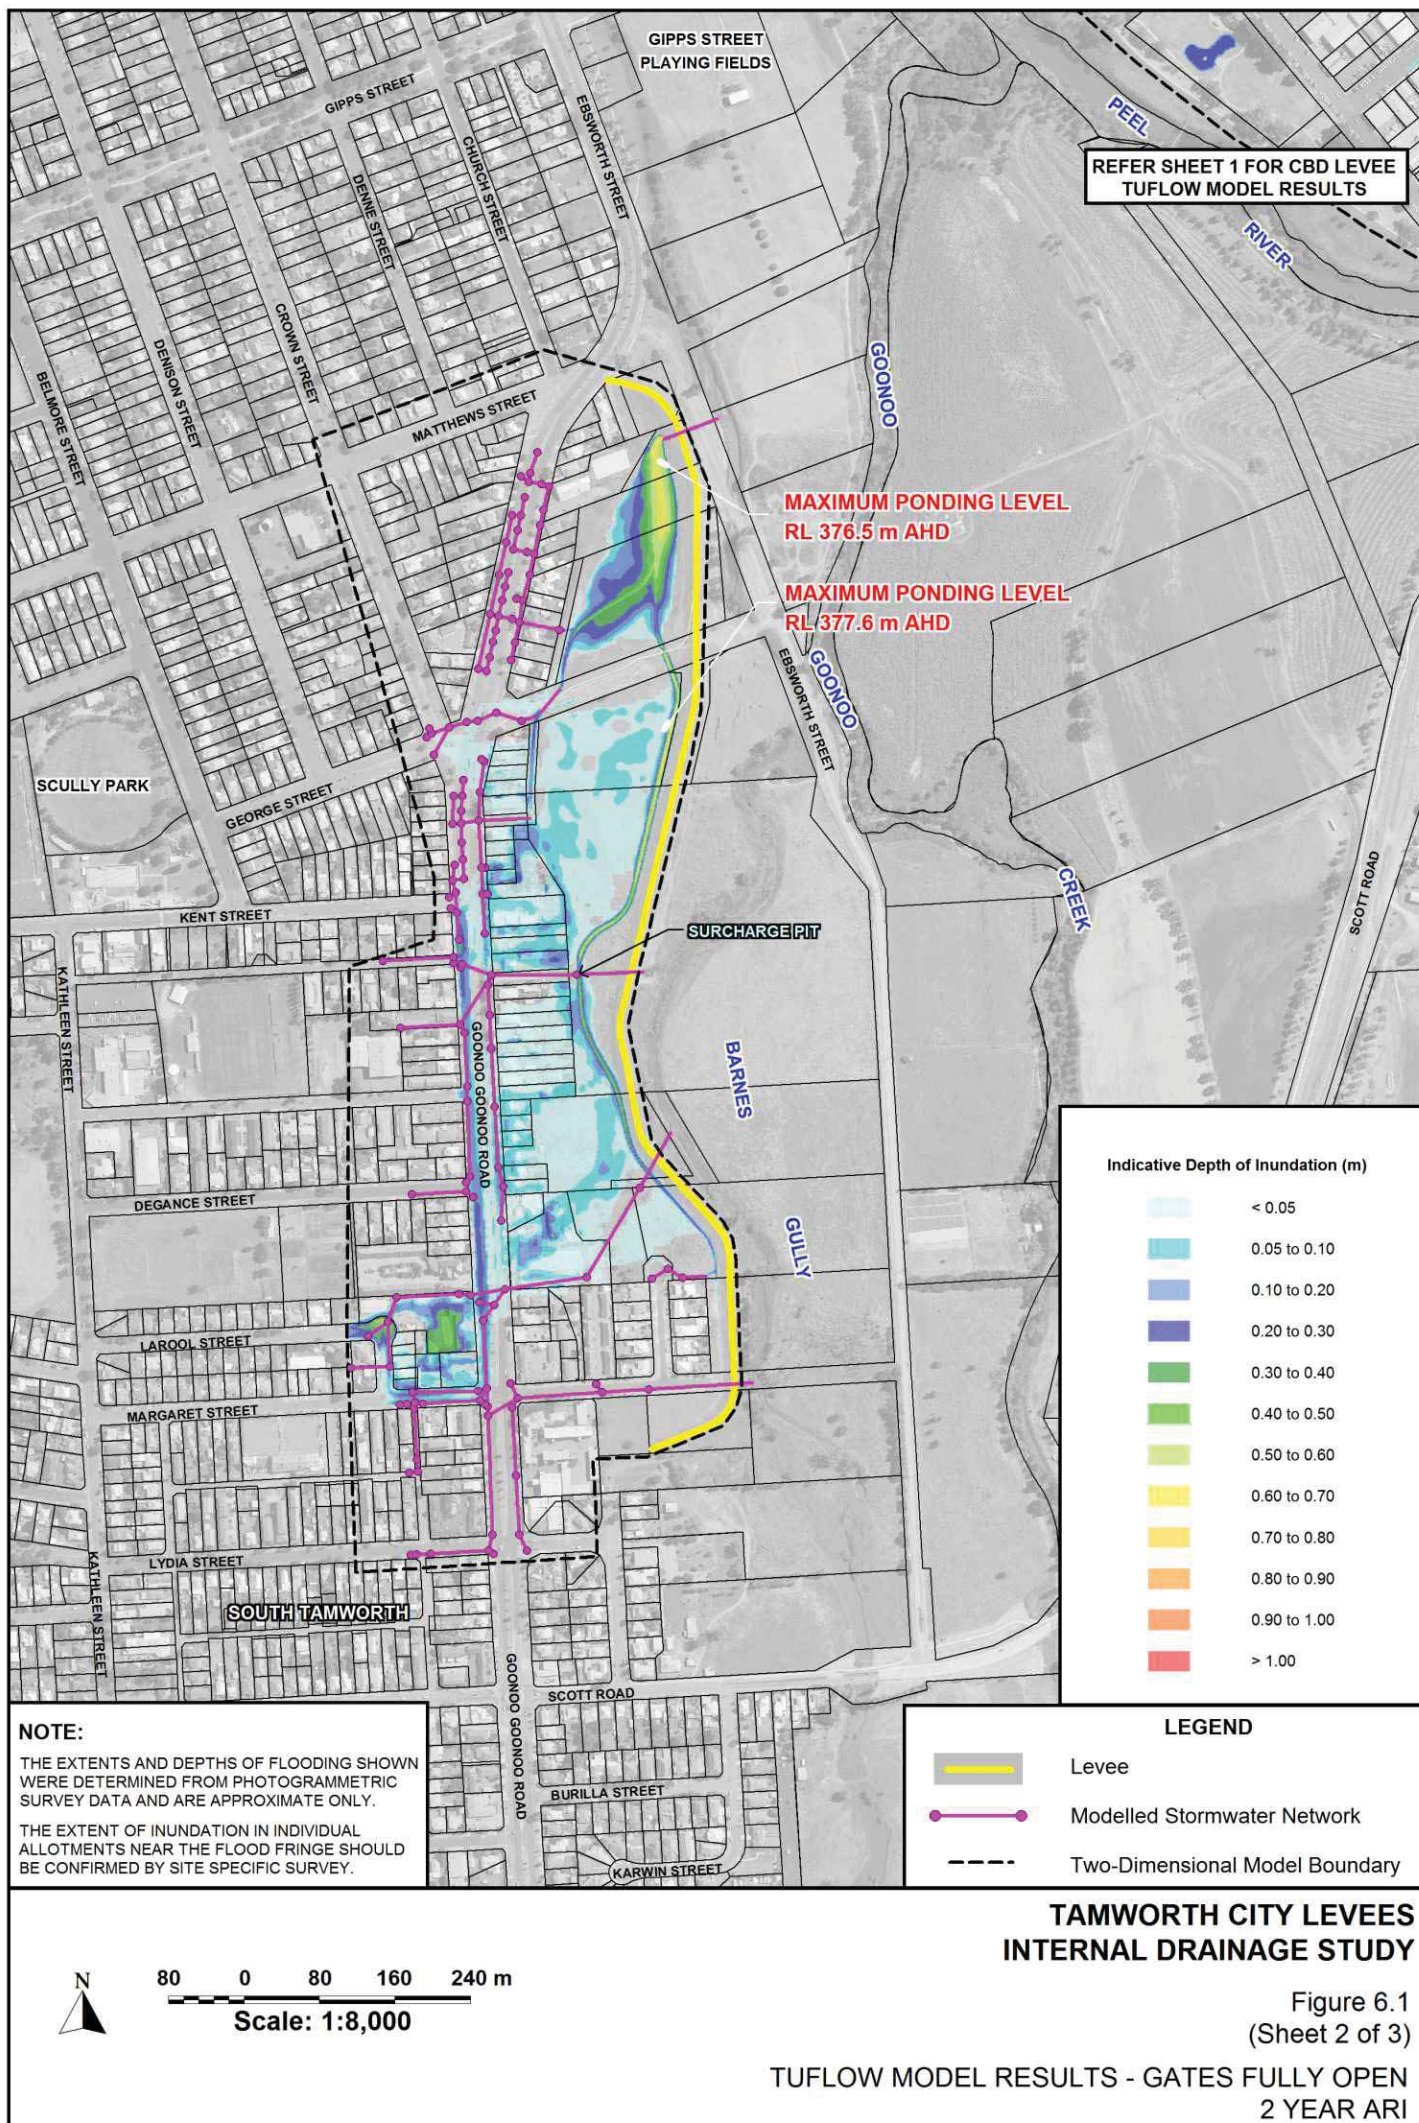 GIPPS STREET
PLAYING FIELDS
GIPPS STREET
EBSWORTH STREET
CHURCH STREET
DENNE STREET
PEEL
REFER SHEET 1 FOR CBD LEVEE
TUFLOW MODEL RESULTS
RIVER
CROWN STREET
DENISON STREET
BELMORE STREET
MATTHEWS STREET
GOONOO
MAXIMUM PONDING LEVEL
RL 376.5 m AHD
MAXIMUM PONDING LEVEL
RL 377.6 m AHD
EBSWORTH STREET
GOONOO
SCULLY PARK
GEORGE STREET
CREEK
SCOTT ROAD
KENT STREET
SURCHARGE PIT
KATHLEEN STREET
GOONOO GOONOO ROAD
BARNES
DEGANCE STREET
GULLY
LAROOL STREET
MARGARET STREET
LYDIA STREET
KATHLEEN STREET
SOUTH TAMWORTH
GOONOO GOONOO ROAD
SCOTT ROAD
BURILLA STREET
KARWIN STREET
Indicative Depth of Inundation (m)
< 0.05
0.05 to 0.10
0.10 to 0.20
0.20 to 0.30
0.30 to 0.40
0.40 to 0.50
0.50 to 0.60
0.60 to 0.70
0.70 to 0.80
0.80 to 0.90
0.90 to 1.00
> 1.00
NOTE:
THE EXTENTS AND DEPTHS OF FLOODING SHOWN
WERE DETERMINED FROM PHOTOGRAMMETRIC
SURVEY DATA AND ARE APPROXIMATE ONLY.
THE EXTENT OF INUNDATION IN INDIVIDUAL
ALLOTMENTS NEAR THE FLOOD FRINGE SHOULD
BE CONFIRMED BY SITE SPECIFIC SURVEY.
LEGEND
Levee
Modelled Stormwater Network
Two-Dimensional Model Boundary
N
80 0 80 160 240 m
Scale: 1:8,000
TAMWORTH CITY LEVEES
INTERNAL DRAINAGE STUDY
Figure 6.1
(Sheet 2 of 3)
TUFLOW MODEL RESULTS - GATES FULLY OPEN
2 YEAR ARI